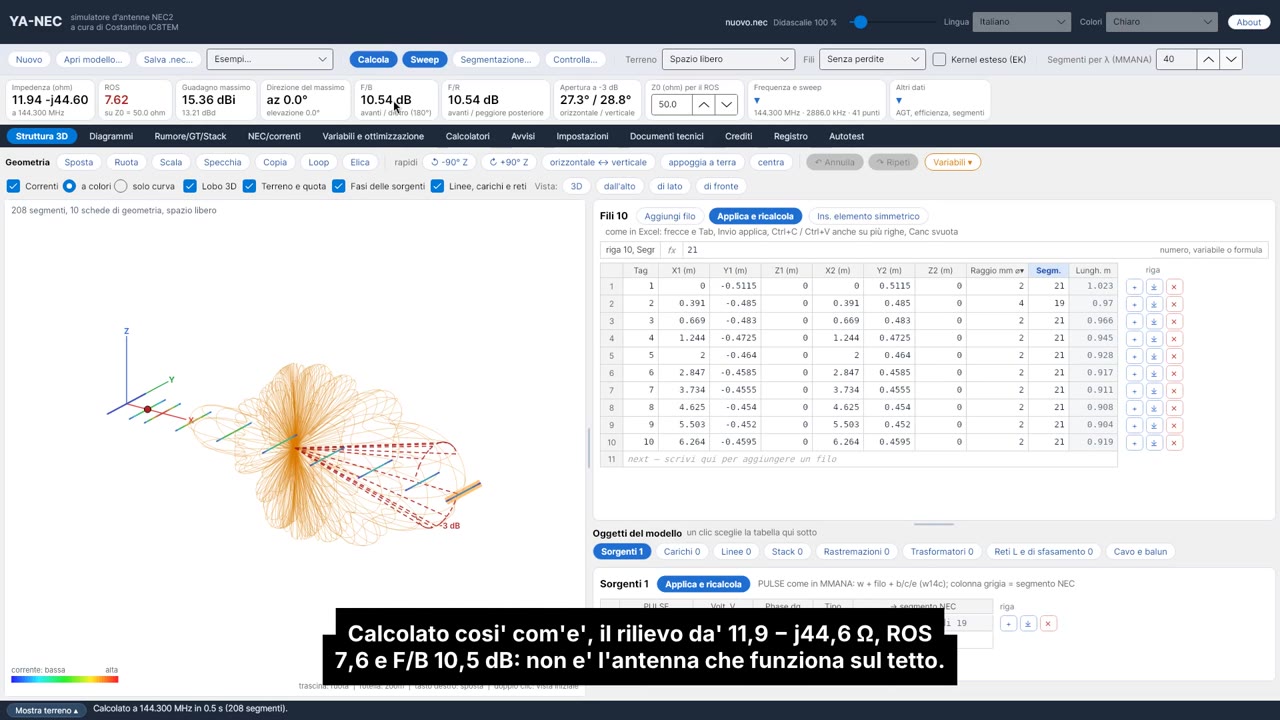 YA-NEC
simulatore d'antenne NEC2
a cura di Costantino IC8TEM
nuovo.nec Didascalie 100 % Lingua Italiano Colori Chiaro About
Nuovo Apri modello... Salva .nec... Esempi... Calcola Sweep Segmentazione... Controlla... Terreno Spazio libero Fili Senza perdite Kernel esteso (EK) Segmenti per λ (MMANA) 40
Impedenza (ohm)
11.94 -j44.60
a 144.300 MHz
ROS
7.62
su Z0 = 50.0 ohm
Guadagno massimo
15.36 dBi
13.21 dBd
Direzione del massimo
az 0.0°
elevazione 0.0°
F/B
10.54 dB
avanti / dietro (180°)
F/R
10.54 dB
avanti / peggiore posteriore
Apertura a -3 dB
27.3° / 28.8°
orizzontale / verticale
Z0 (ohm) per il ROS
50.0
Frequenza e sweep
▼
144.300 MHz · 2886.0 kHz · 41 punti
Altri dati
▼
AGT, efficienza, segmenti
Struttura 3D Diagrammi Rumore/GT/Stack NEC/correnti Variabili e ottimizzazione Calcolatori Avvisi Impostazioni Documenti tecnici Crediti Registro Autotest
Geometria Sposta Ruota Scala Specchia Copia Loop Elica rapidi ↺ -90° Z ↻ +90° Z orizzontale ↔ verticale appoggia a terra centra ↶ Annulla ↷ Ripeti Variabili ▾
Correnti a colori solo curva Lobo 3D Terreno e quota Fasi delle sorgenti Linee, carichi e reti Vista: 3D dall'alto di lato di fronte
208 segmenti, 10 schede di geometria, spazio libero
Z
Y
X
-3 dB
corrente: bassa alta
trascina: ruota | rotella: zoom | tasto destro: sposta | doppio clic: vista iniziale
Fili 10 Aggiungi filo Applica e ricalcola Ins. elemento simmetrico
come in Excel: frecce e Tab, Invio applica, Ctrl+C / Ctrl+V anche su più righe, Canc svuota
riga 10, Segr fx 21 numero, variabile o formula
Tag X1 (m) Y1 (m) Z1 (m) X2 (m) Y2 (m) Z2 (m) Raggio mm ⌀▾ Segm. Lungh. m riga
1 1 0 -0.5115 0 0 0.5115 0 2 21 1.023 + ×
2 2 0.391 -0.485 0 0.391 0.485 0 4 19 0.97 + ×
3 3 0.669 -0.483 0 0.669 0.483 0 2 21 0.966 + ×
4 4 1.244 -0.4725 0 1.244 0.4725 0 2 21 0.945 + ×
5 5 2 -0.464 0 2 0.464 0 2 21 0.928 + ×
6 6 2.847 -0.4585 0 2.847 0.4585 0 2 21 0.917 + ×
7 7 3.734 -0.4555 0 3.734 0.4555 0 2 21 0.911 + ×
8 8 4.625 -0.454 0 4.625 0.454 0 2 21 0.908 + ×
9 9 5.503 -0.452 0 5.503 0.452 0 2 21 0.904 + ×
10 10 6.264 -0.4595 0 6.264 0.4595 0 2 21 0.919 + ×
11 next — scrivi qui per aggiungere un filo
Oggetti del modello un clic sceglie la tabella qui sotto
Sorgenti 1 Carichi 0 Linee 0 Stack 0 Rastremazioni 0 Trasformatori 0 Reti L e di sfasamento 0 Cavo e balun
Sorgenti 1 Applica e ricalcola PULSE come in MMANA: w + filo + b/c/e (w14c); colonna grigia = segmento NEC
PULSE Volt. V Phase dg Tipo → segmento NEC riga
19 + ×
Calcolato cosi' com'e', il rilievo da' 11,9 − j44,6 Ω, ROS
7,6 e F/B 10,5 dB: non e' l'antenna che funziona sul tetto.
Mostra terreno ▴ Calcolato a 144.300 MHz in 0.5 s (208 segmenti).